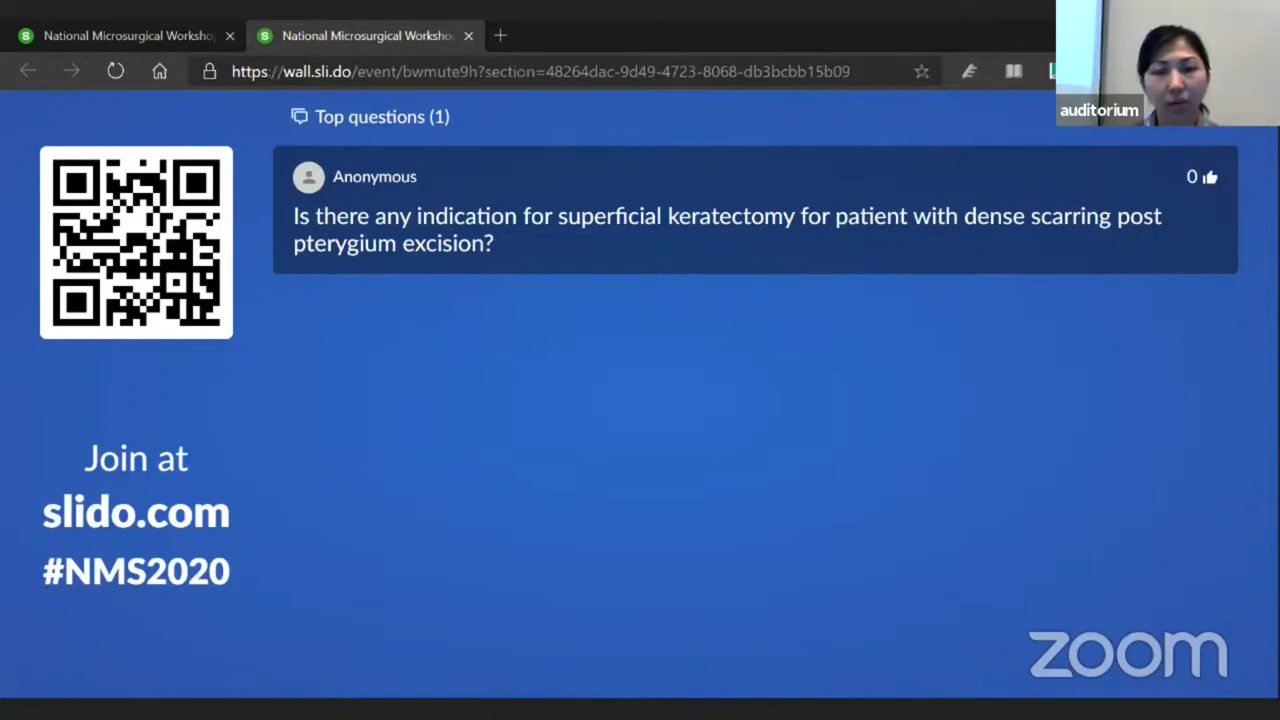 National Microsurgical Worksho
National Microsurgical Worksho
https://wall.sli.do/event/bwmute9h?section=48264dac-9d49-4723-8068-db3bcbb15b09
auditorium
Top questions (1)
Anonymous
0
Is there any indication for superficial keratectomy for patient with dense scarring post
pterygium excision?
Join at
slido.com
#NMS2020
zoom